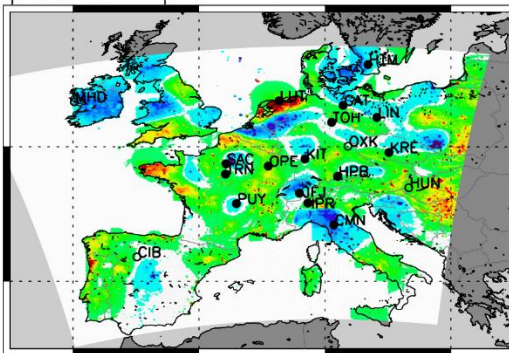 HTM
MHD
LUT
GAT
TOH
LIN
OXK
SAC
KIT
KRE
TRN
OPE
HPB
HUN
JFJ
PUY
IPR
CMN
CIB